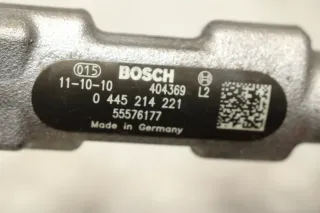 015 BOSCH
11-10-10 404369 L2
0 445 214 221
55576177
Made in Germany